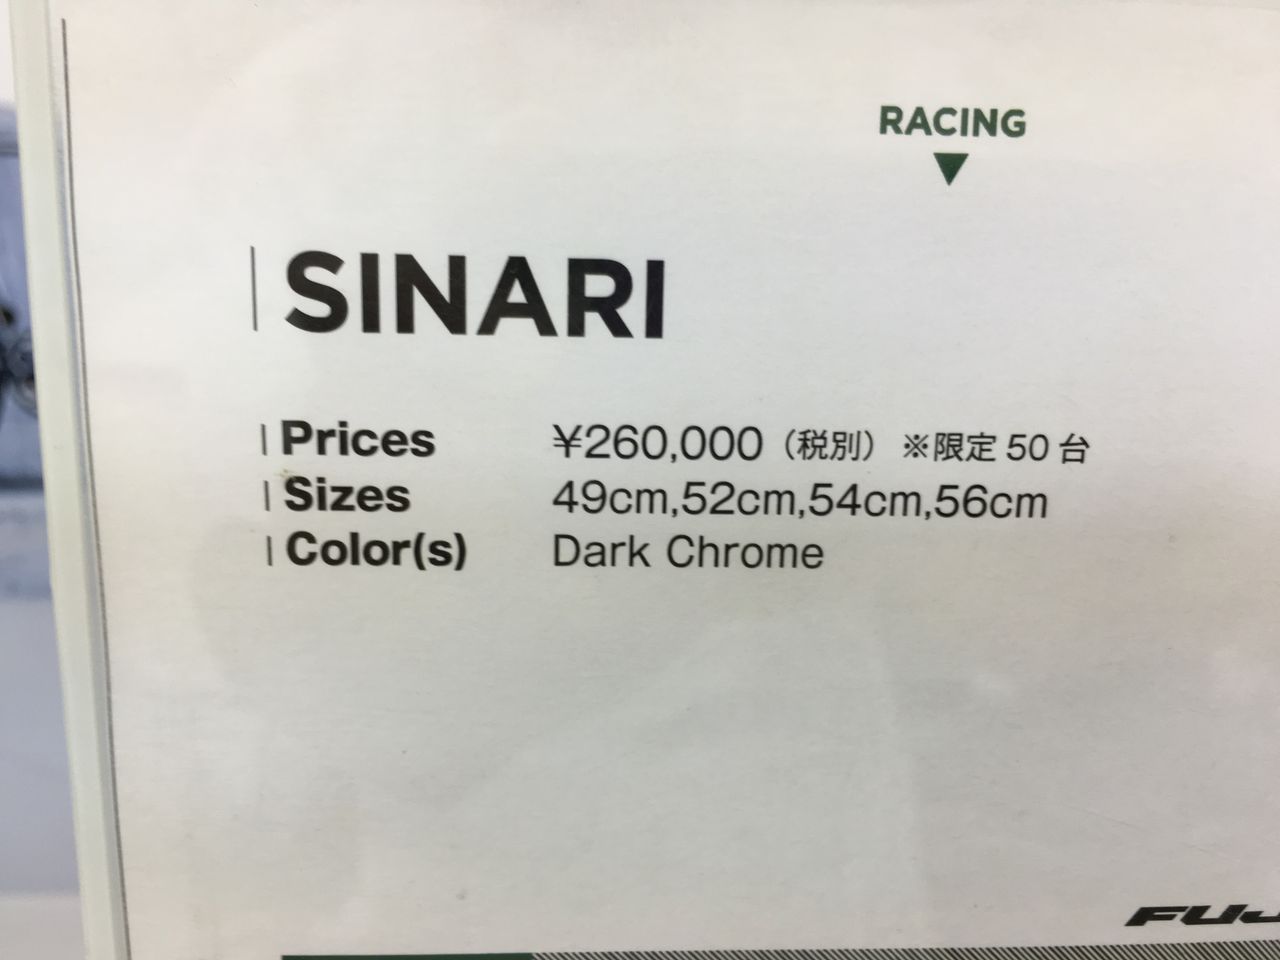 RACING
SINARI
Prices ¥260,000（税別）※限定50台
Sizes 49cm,52cm,54cm,56cm
Color(s) Dark Chrome